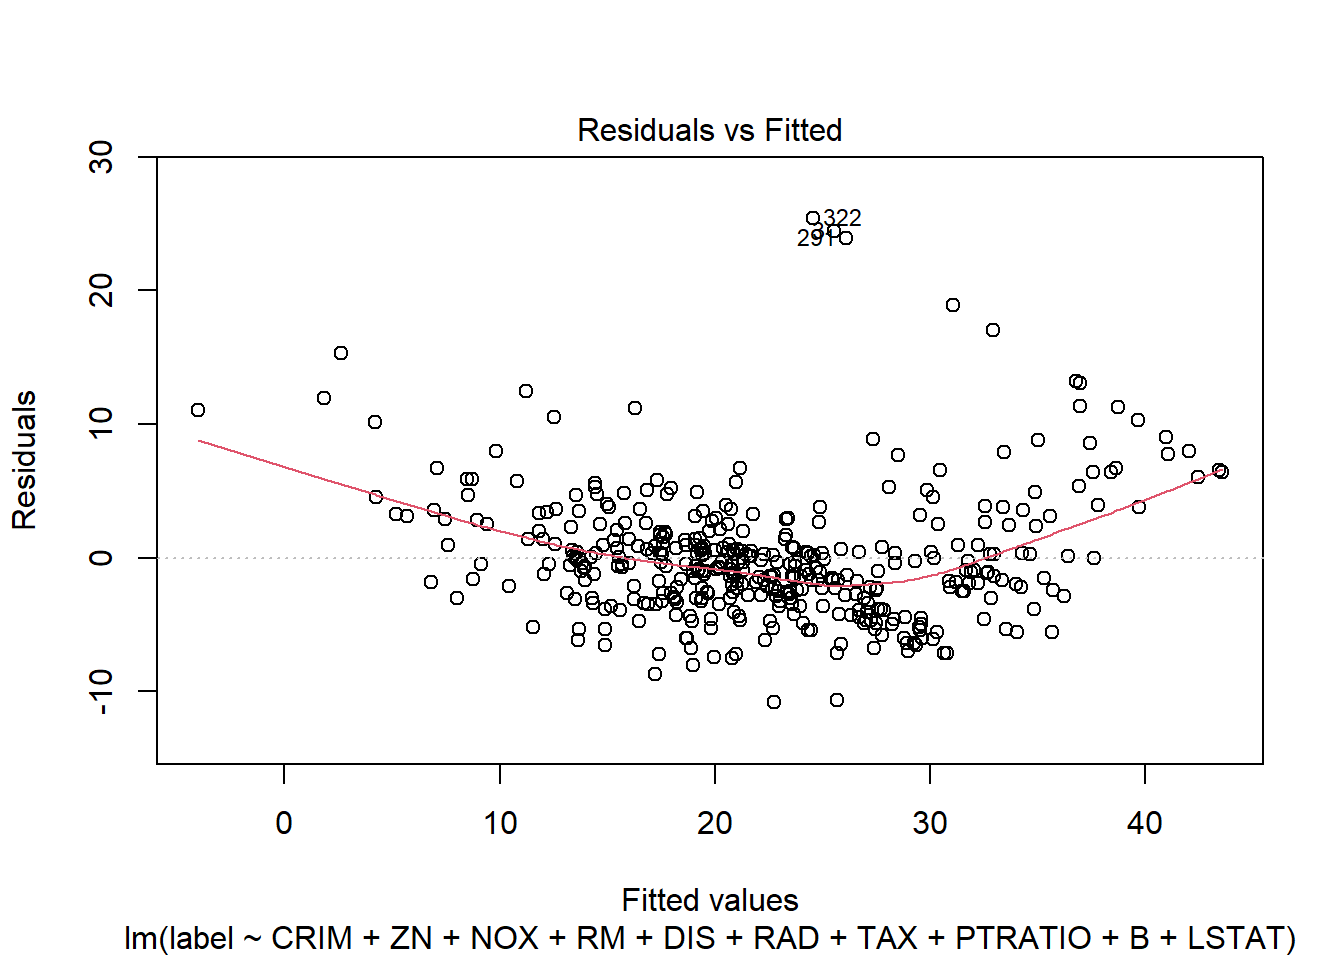 Residuals vs Fitted
Residuals
30
20
10
0
-10
322
291
0 10 20 30 40
Fitted values
lm(label ~ CRIM + ZN + NOX + RM + DIS + RAD + TAX + PTRATIO + B + LSTAT)